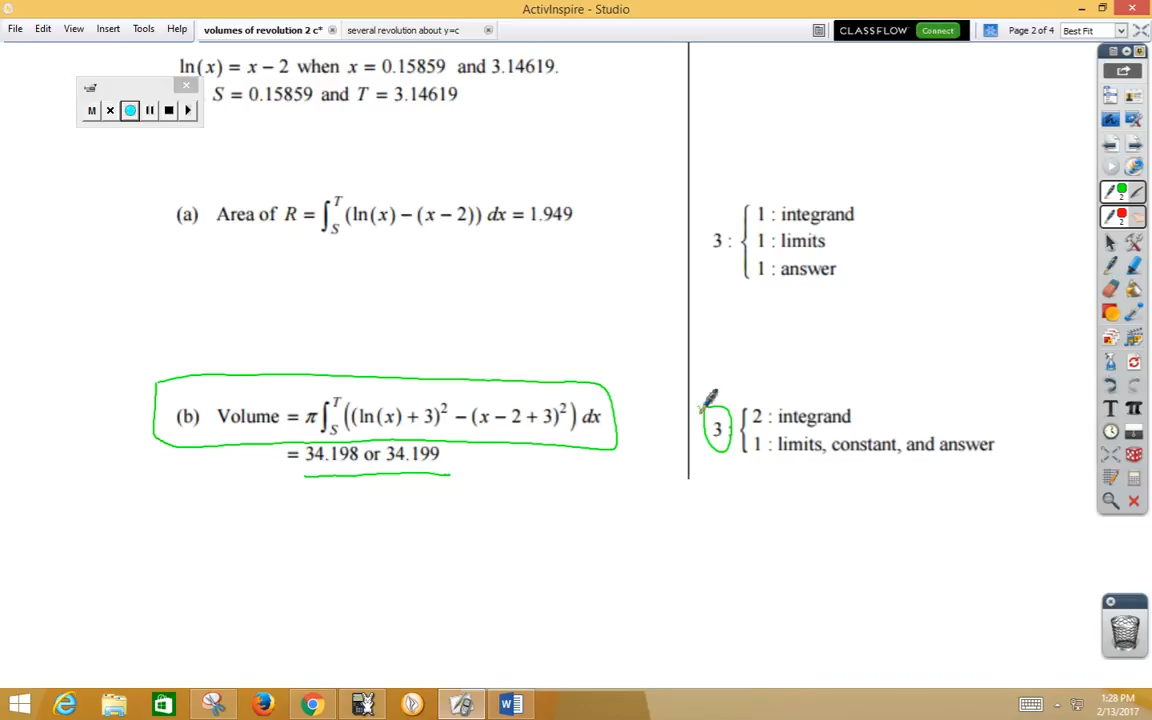 ActivInspire - Studio
File Edit View Insert Tools Help
volumes of revolution 2 c* several revolution about y=c
CLASSFLOW Connect Page 2 of 4 Best Fit
ln(x) = x − 2 when x = 0.15859 and 3.14619.
M
S = 0.15859 and T = 3.14619
(a) Area of R = ∫_S^T (ln(x) − (x − 2)) dx = 1.949
3 : { 1 : integrand
1 : limits
1 : answer
(b) Volume = π ∫_S^T ((ln(x) + 3)² − (x − 2 + 3)²) dx
= 34.198 or 34.199
3 : { 2 : integrand
1 : limits, constant, and answer
2
2
1:28 PM
2/13/2017